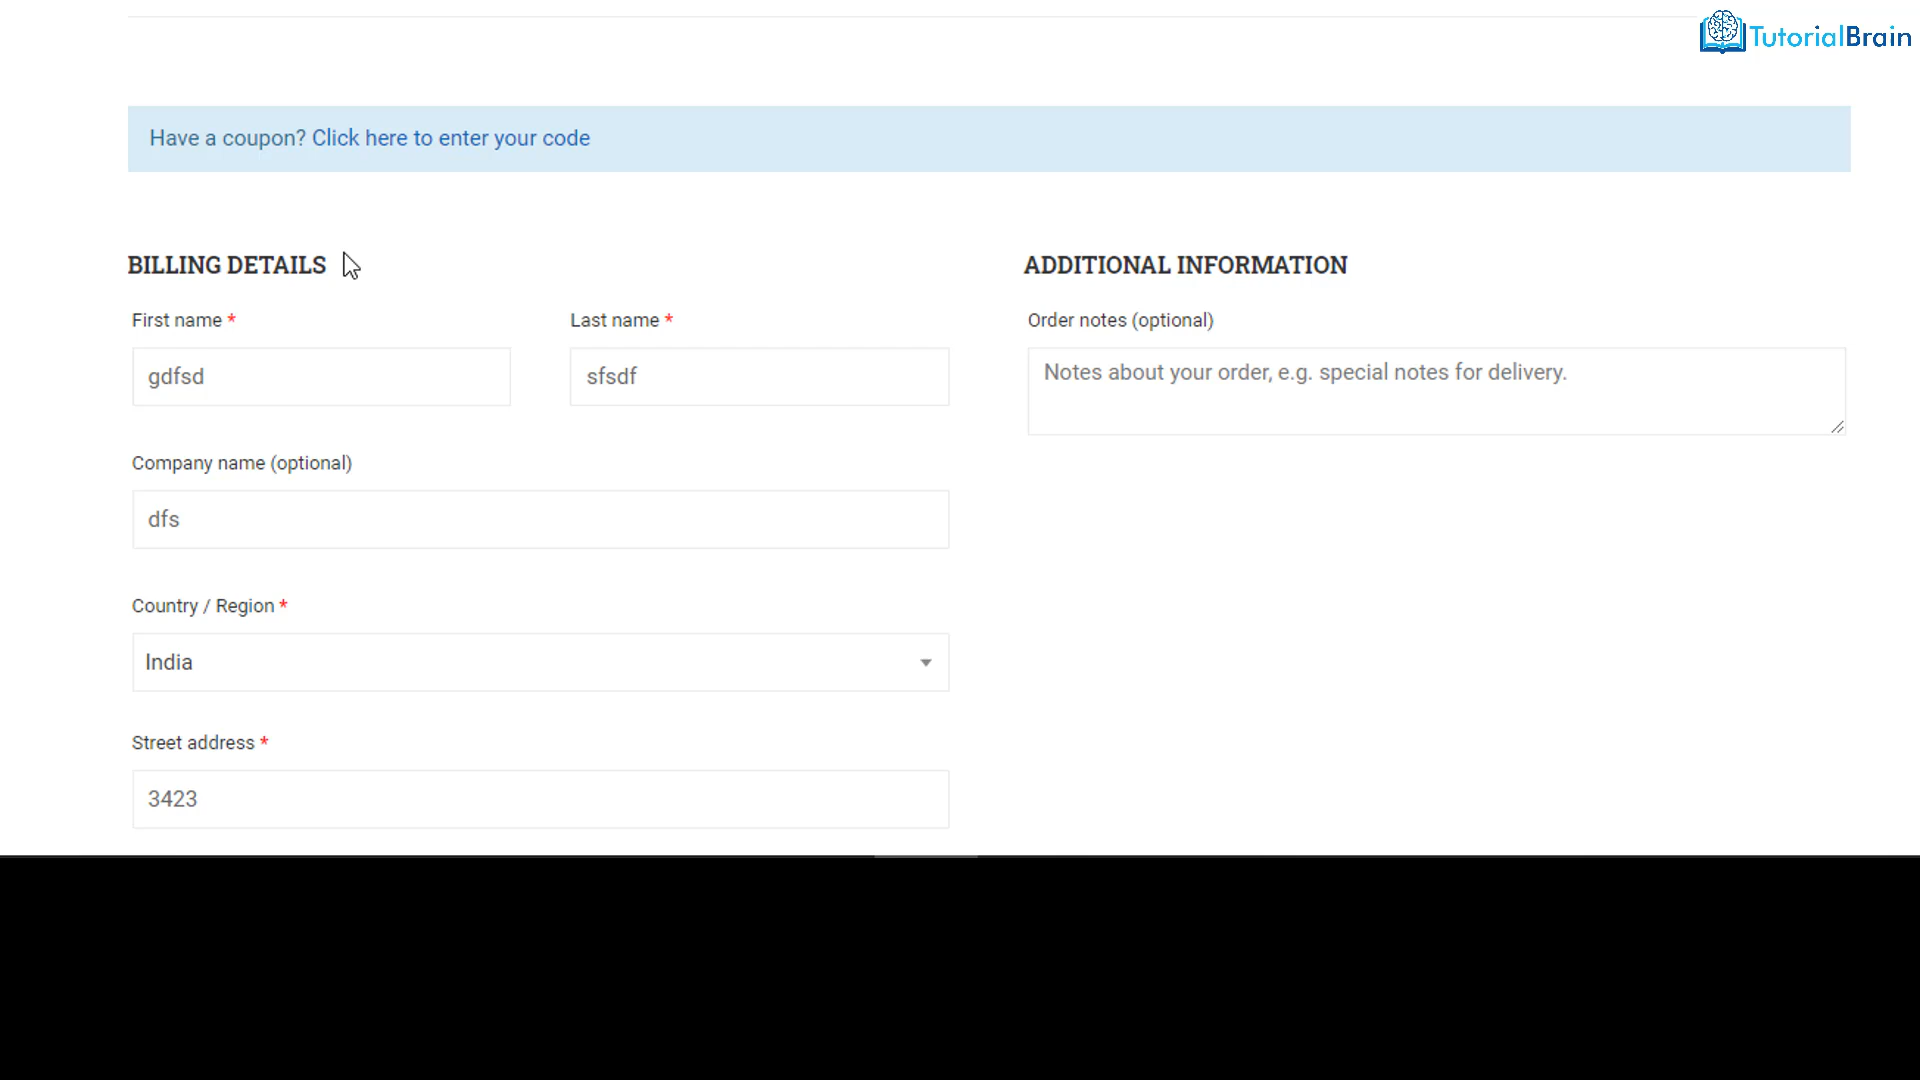 TutorialBrain
Have a coupon? Click here to enter your code
BILLING DETAILS
First name *
Last name *
gdfsd
sfsdf
Company name (optional)
dfs
Country / Region *
India
Street address *
3423
ADDITIONAL INFORMATION
Order notes (optional)
Notes about your order, e.g. special notes for delivery.